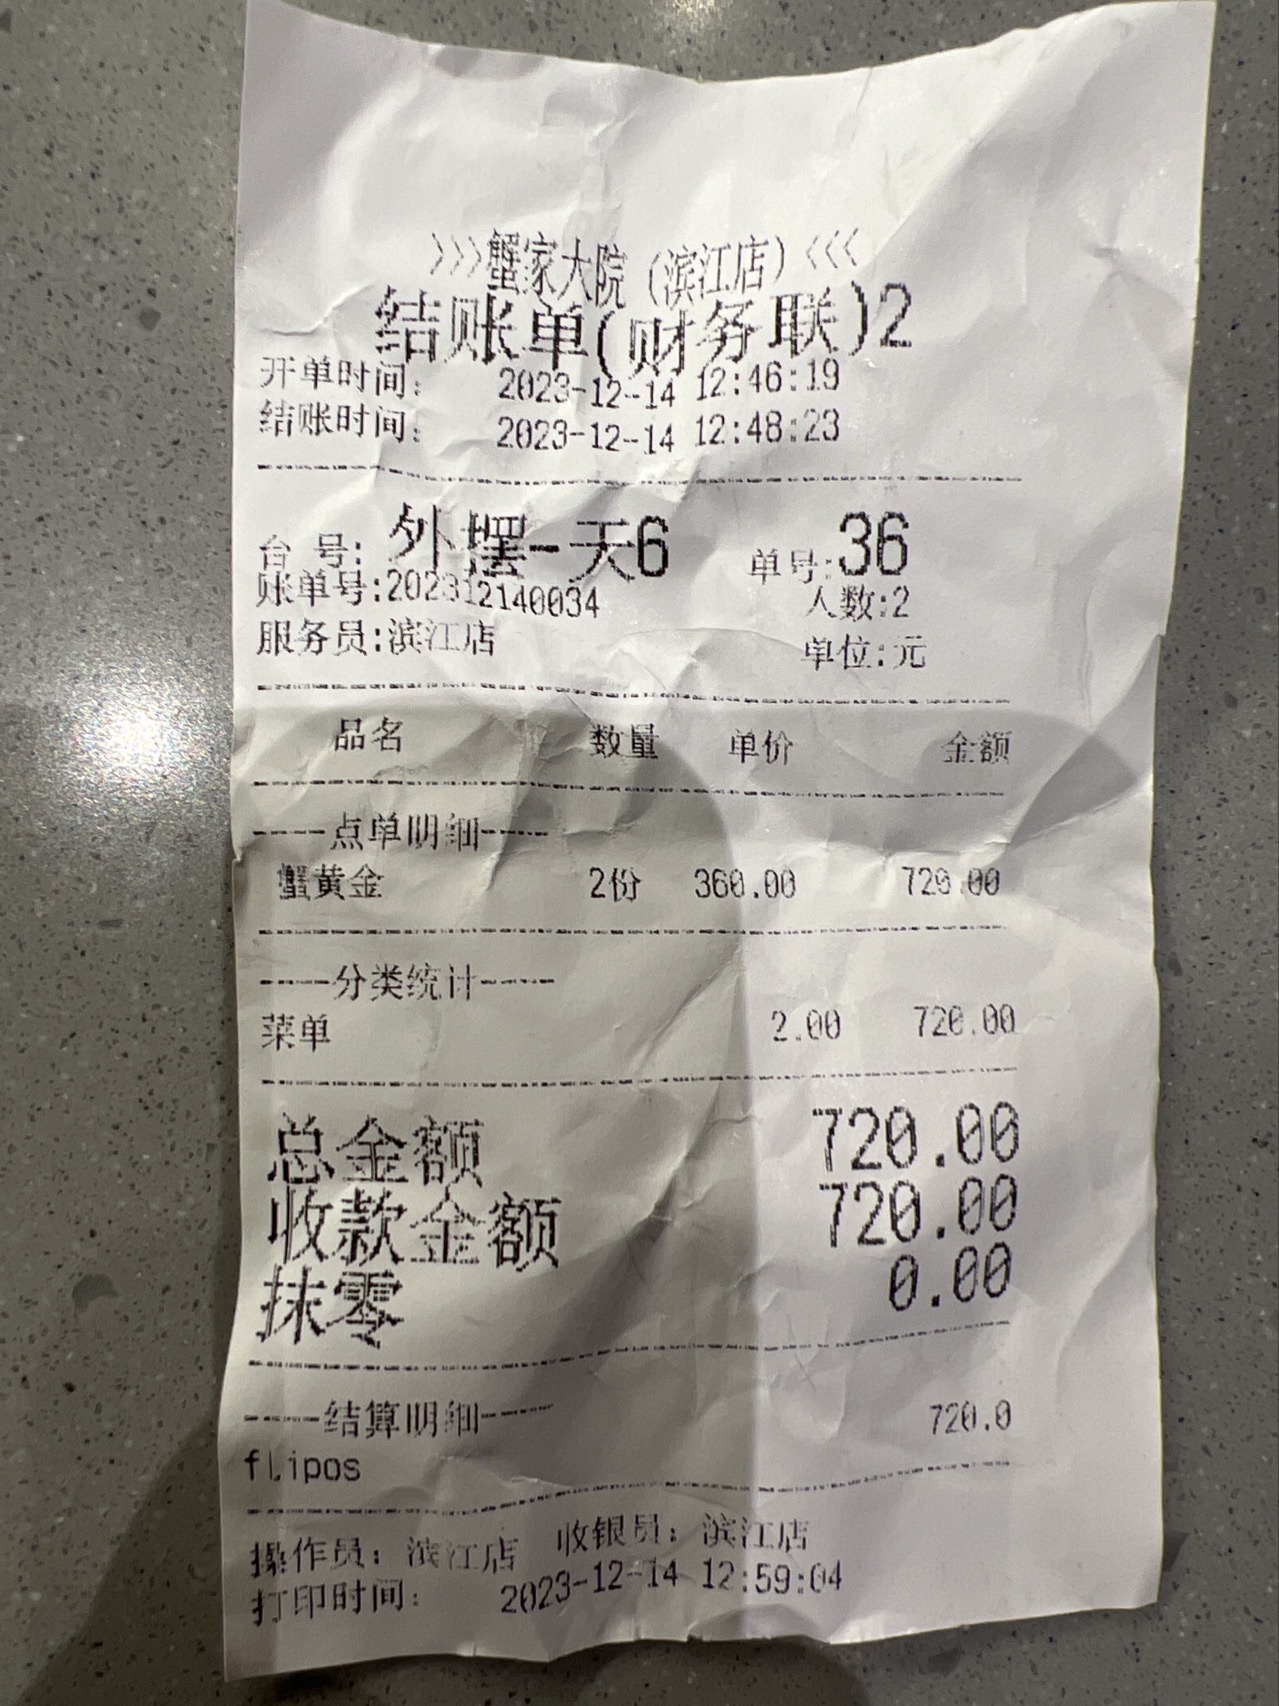 >>>蟹家大院（滨江店）<<<
结账单(财务联)2
开单时间: 2023-12-14 12:46:19
结账时间: 2023-12-14 12:48:23
台 号: 外摆-天6 单号:36
账单号:202312140034 人数:2
服务员:滨江店 单位:元
品名 数量 单价 金额
----点单明细----
蟹黄金 2份 360.00 720.00
----分类统计----
菜单 2.00 720.00
总金额 720.00
收款金额 720.00
抹零 0.00
----结算明细----
flipos 720.0
操作员: 滨江店 收银员: 滨江店
打印时间: 2023-12-14 12:59:04